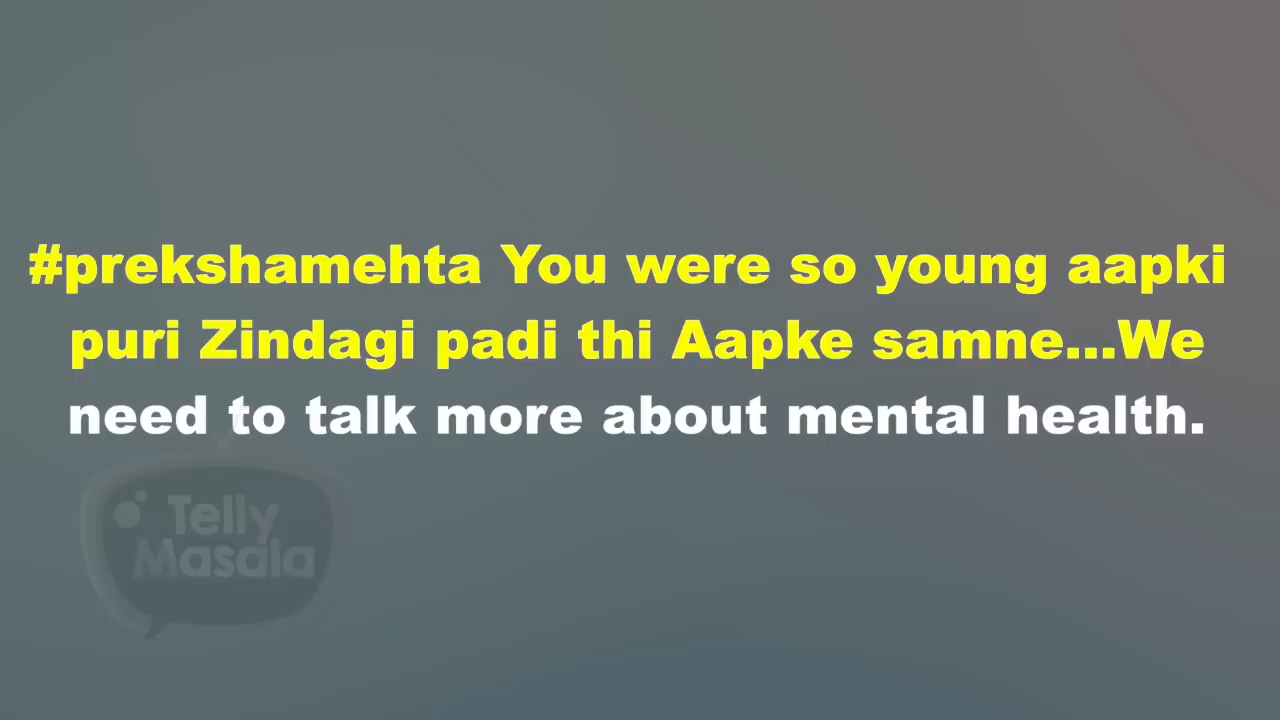 #prekshamehta You were so young aapki
puri Zindagi padi thi Aapke samne...We
need to talk more about mental health.
Telly
Masala